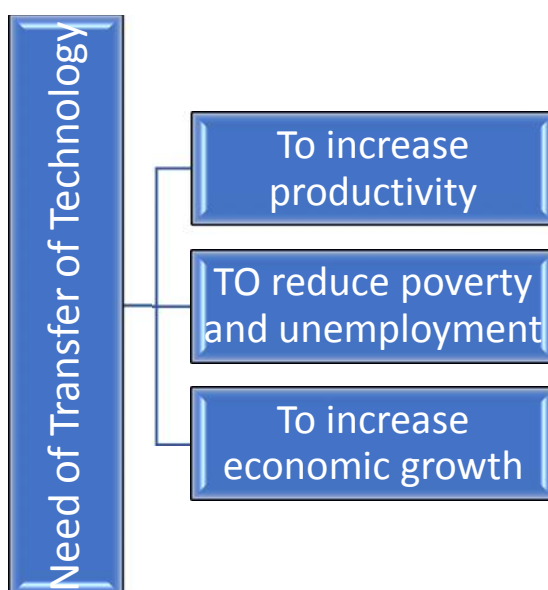 Need of Transfer of Technology
To increase
productivity
TO reduce poverty
and unemployment
To increase
economic growth